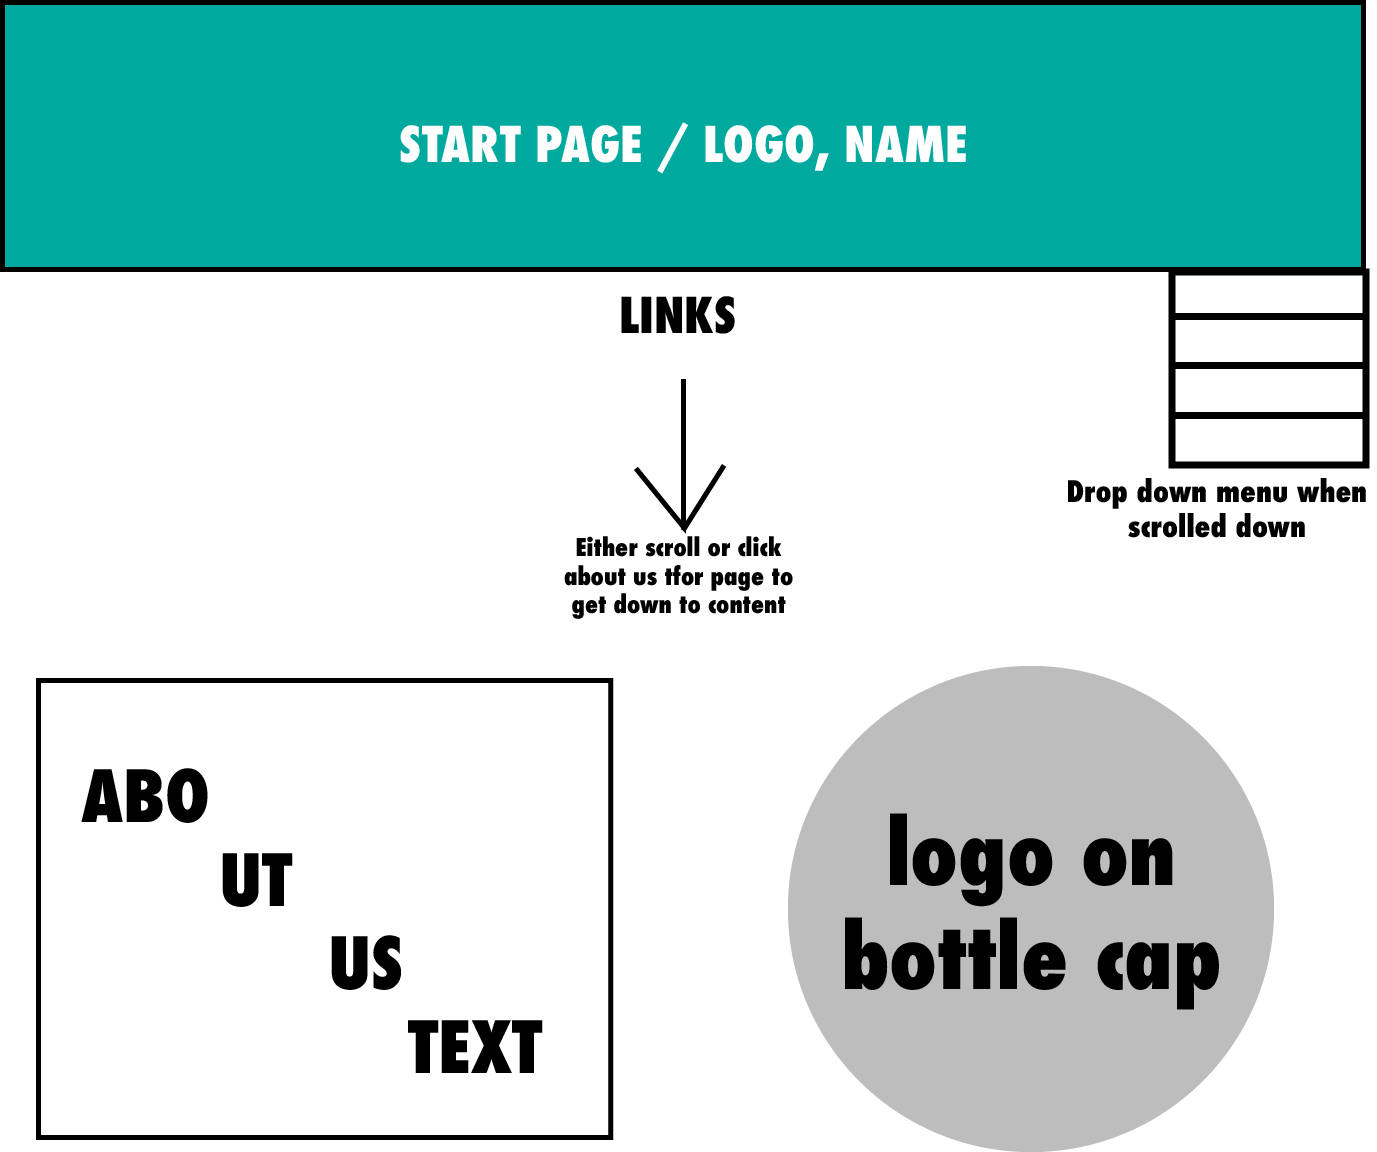 START PAGE / LOGO, NAME
LINKS
Drop down menu when
scrolled down
Either scroll or click
about us tfor page to
get down to content
ABO
UT
US
TEXT
logo on
bottle cap